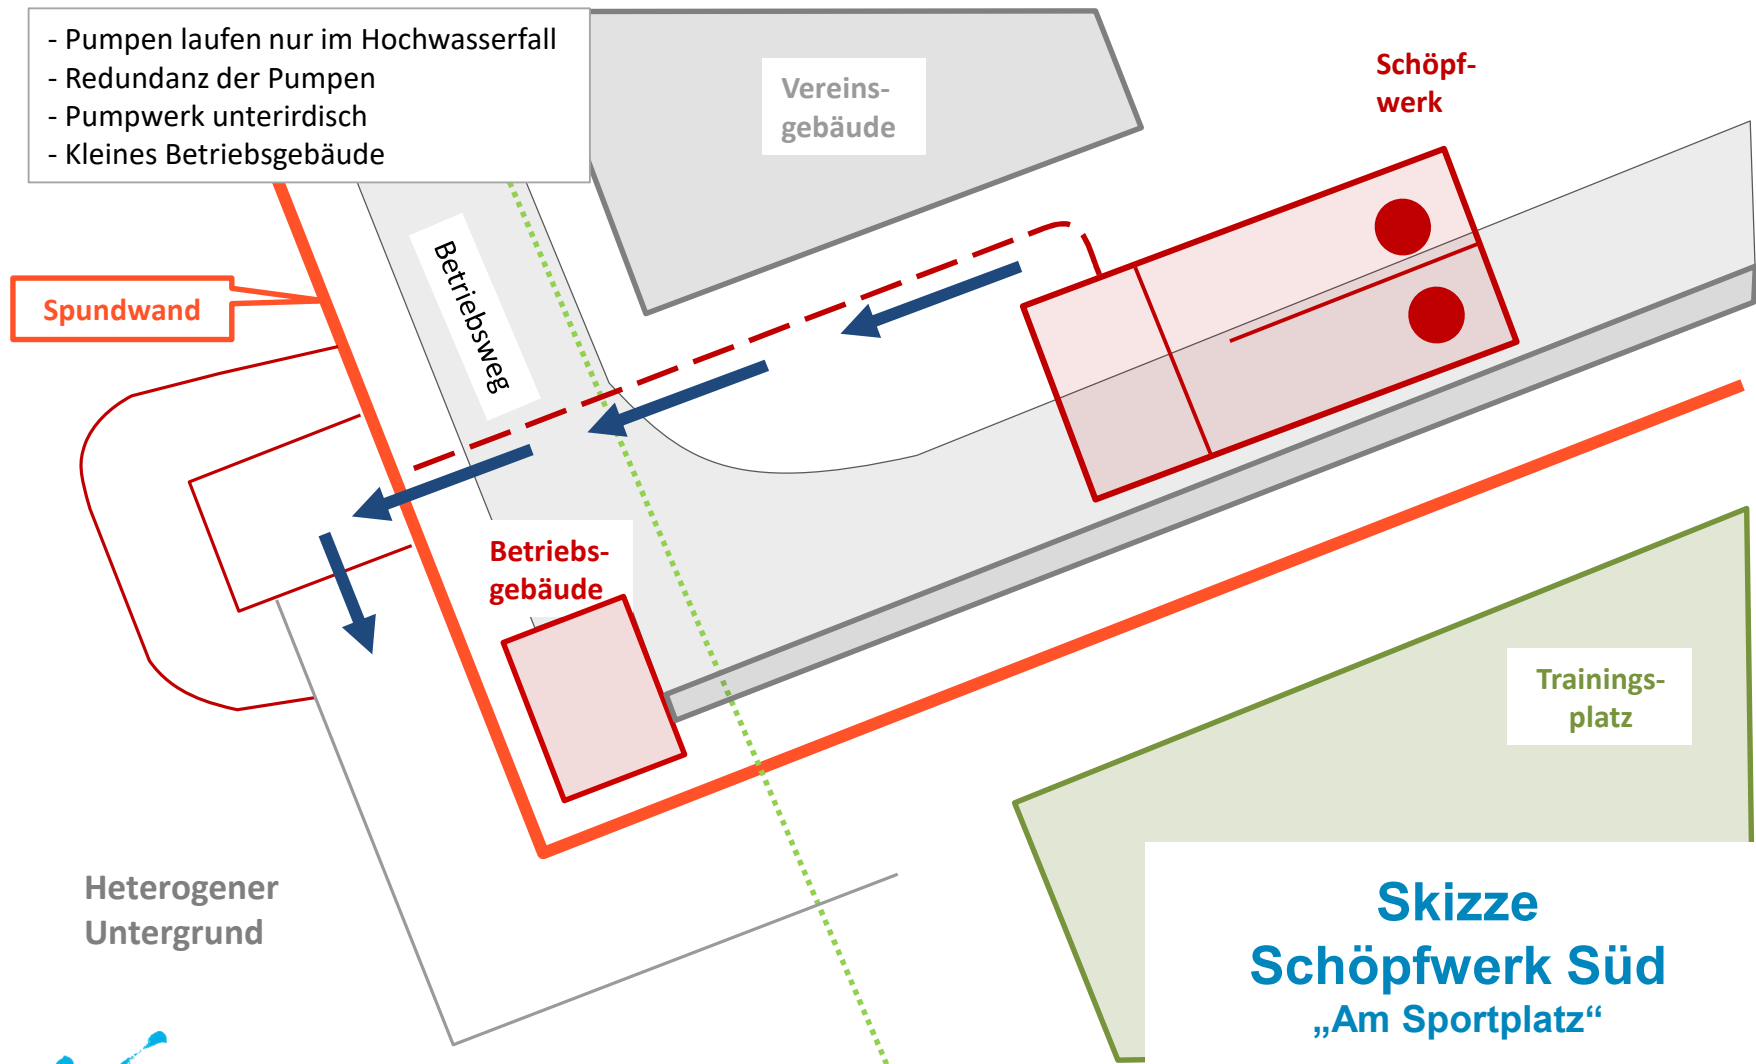 - Pumpen laufen nur im Hochwasserfall
- Redundanz der Pumpen
- Pumpwerk unterirdisch
- Kleines Betriebsgebäude
Vereins-
gebäude
Schöpf-
werk
Betriebsweg
Spundwand
Betriebs-
gebäude
Trainings-
platz
Heterogener
Untergrund
Skizze
Schöpfwerk Süd
„Am Sportplatz“